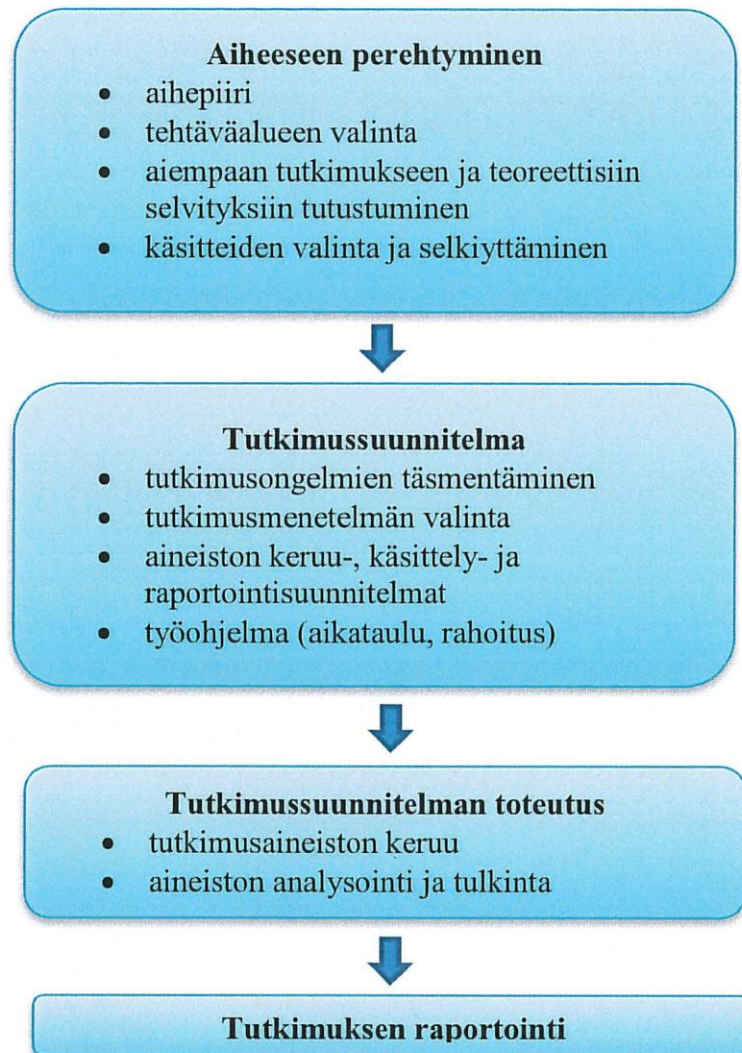 Aiheeseen perehtyminen
• aihepiiri
• tehtäväalueen valinta
• aiempaan tutkimukseen ja teoreettisiin
selvityksiin tutustuminen
• käsitteiden valinta ja selkiyttäminen
Tutkimussuunnitelma
• tutkimusongelmien täsmentäminen
• tutkimusmenetelmän valinta
• aineiston keruu-, käsittely- ja
raportointisuunnitelmat
• työohjelma (aikataulu, rahoitus)
Tutkimussuunnitelman toteutus
• tutkimusaineiston keruu
• aineiston analysointi ja tulkinta
Tutkimuksen raportointi